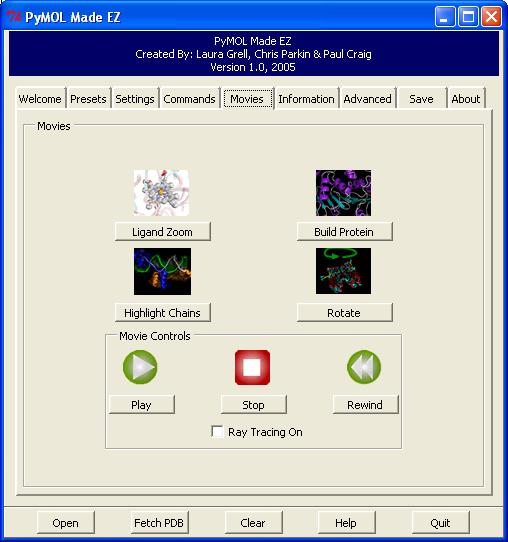 PyMOL Made EZ
PyMOL Made EZ
Created By: Laura Grell, Chris Parkin & Paul Craig
Version 1.0, 2005
Welcome Presets Settings Commands Movies Information Advanced Save About
Movies
Ligand Zoom Build Protein
Highlight Chains Rotate
Movie Controls
Play Stop Rewind
Ray Tracing On
Open Fetch PDB Clear Help Quit